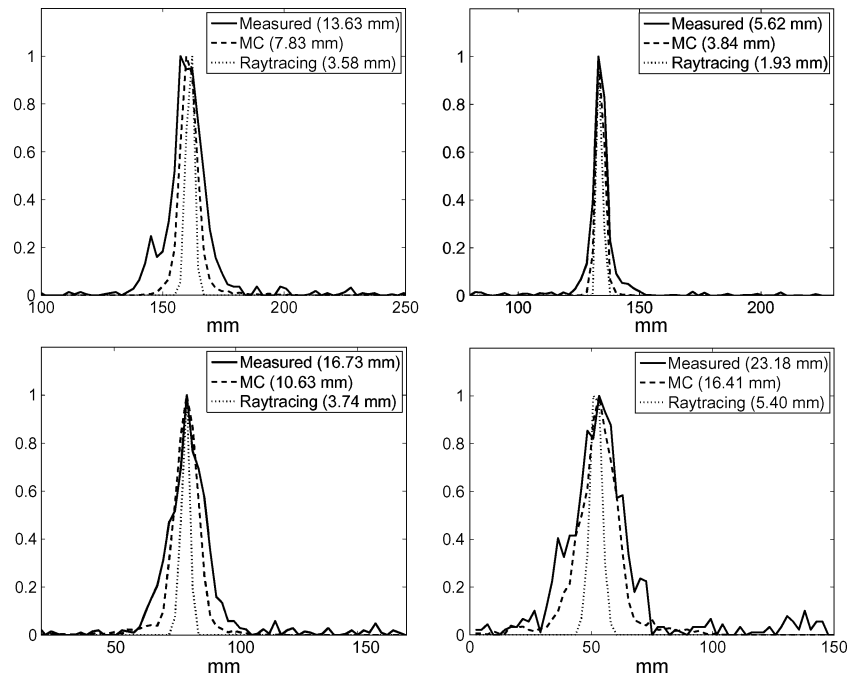 Measured (13.63 mm)
MC (7.83 mm)
Raytracing (3.58 mm)
1
0.8
0.6
0.4
0.2
0
100 150 200 250
mm
Measured (5.62 mm)
MC (3.84 mm)
Raytracing (1.93 mm)
1
0.8
0.6
0.4
0.2
0
100 150 200
mm
Measured (16.73 mm)
MC (10.63 mm)
Raytracing (3.74 mm)
1
0.8
0.6
0.4
0.2
0
50 100 150
mm
Measured (23.18 mm)
MC (16.41 mm)
Raytracing (5.40 mm)
1
0.8
0.6
0.4
0.2
0
0 50 100 150
mm